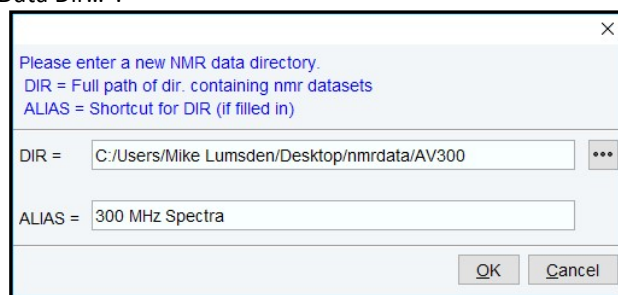 Please enter a new NMR data directory.
DIR = Full path of dir. containing nmr datasets
ALIAS = Shortcut for DIR (if filled in)
DIR = C:/Users/Mike Lumsden/Desktop/nmrdata/AV300 •••
ALIAS = 300 MHz Spectra
OK Cancel